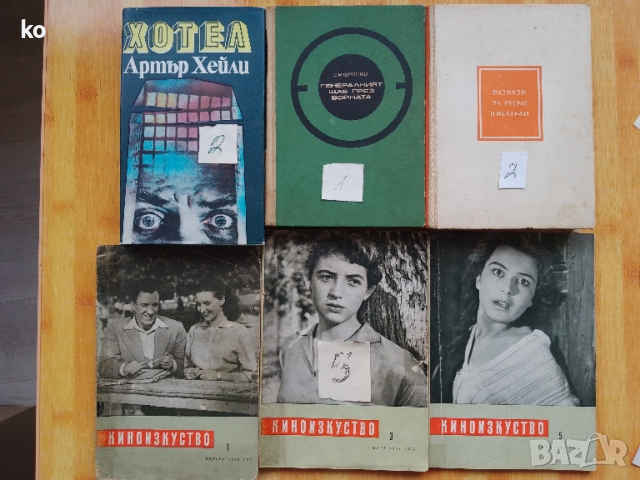 ko
ХОТЕЛ
Артър Хейли
2
ГЕНЕРАЛНИЯТ
ЩАБ ПРЕЗ
ВОЙНАТА
1
РАЗКАЗИ
ЗА РУСКИ
ПИСАТЕЛИ
2
КИНОИЗКУСТВО
1
КИНОИЗКУСТВО
3
5
КИНОИЗКУСТВО
5
BAZAR